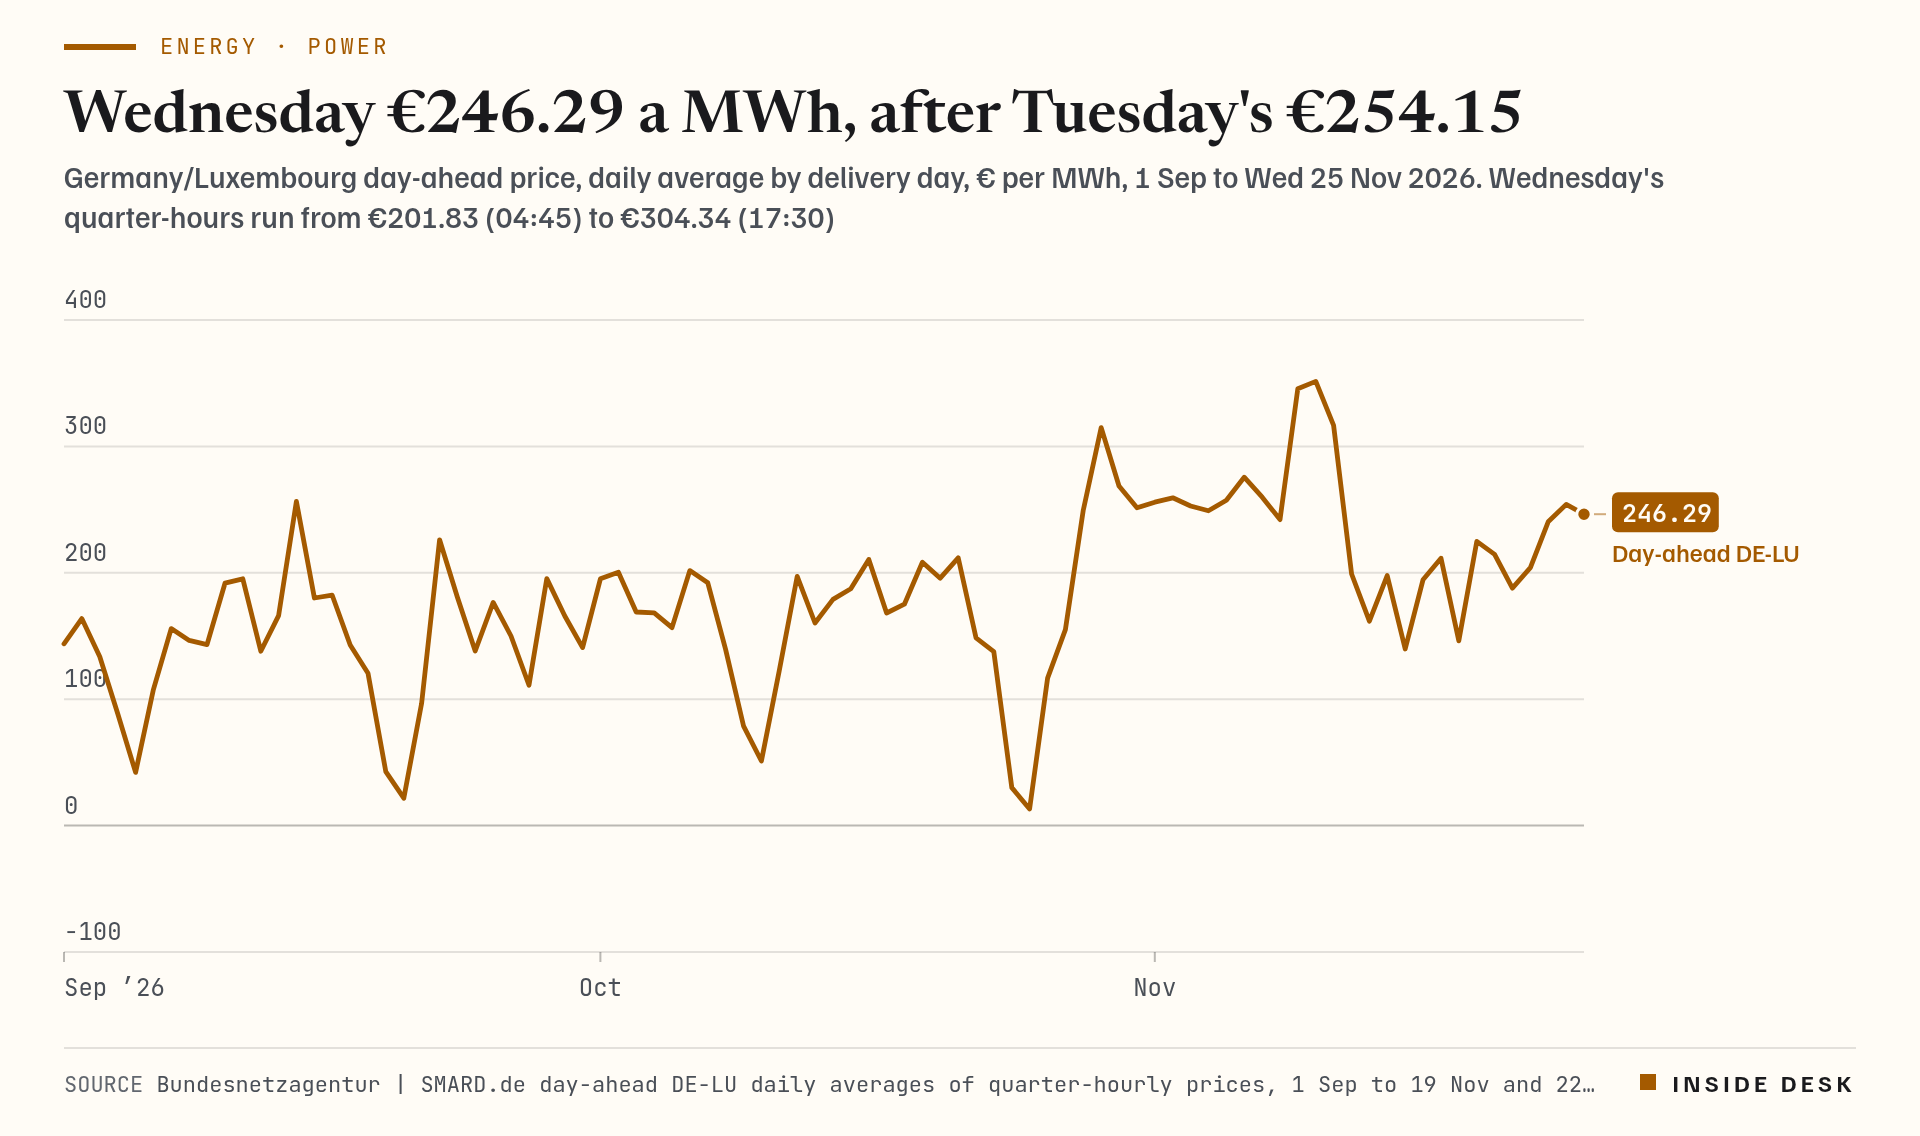 ENERGY · POWER
Wednesday €246.29 a MWh, after Tuesday's €254.15
Germany/Luxembourg day-ahead price, daily average by delivery day, € per MWh, 1 Sep to Wed 25 Nov 2026. Wednesday's
quarter-hours run from €201.83 (04:45) to €304.34 (17:30)
400
300
200
100
0
-100
246.29
Day-ahead DE-LU
Sep ’26
Oct
Nov
SOURCE Bundesnetzagentur | SMARD.de day-ahead DE-LU daily averages of quarter-hourly prices, 1 Sep to 19 Nov and 22…
INSIDE DESK